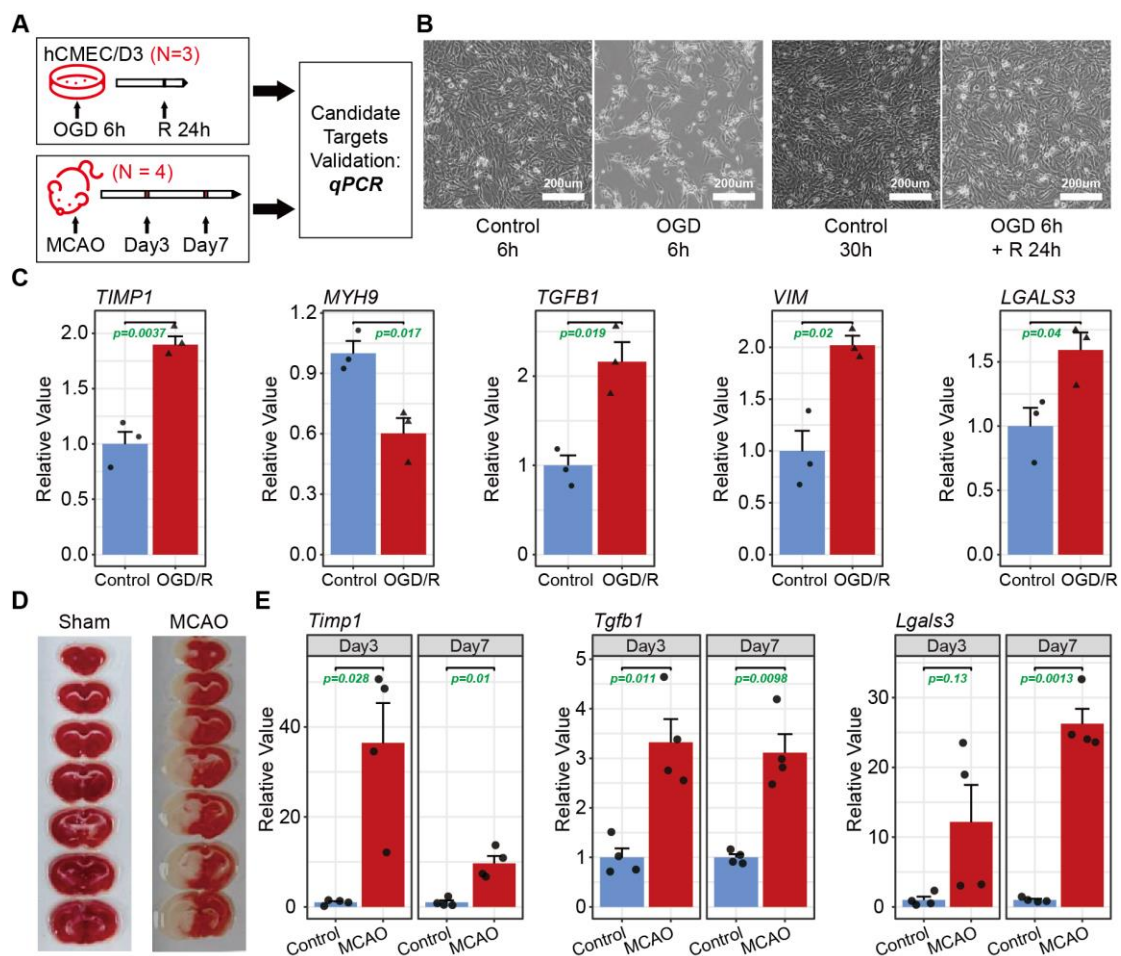 A
hCMEC/D3 (N=3)
OGD 6h
R 24h
(N = 4)
MCAO
Day3
Day7
Candidate
Targets
Validation:
qPCR
B
200um
200um
200um
200um
Control
6h
OGD
6h
Control
30h
OGD 6h
+ R 24h
C
TIMP1
p=0.0037
Relative Value
2.0
1.5
1.0
0.5
0.0
Control
OGD/R
MYH9
p=0.017
Relative Value
1.2
0.9
0.6
0.3
0.0
Control
OGD/R
TGFB1
p=0.019
Relative Value
2
1
0
Control
OGD/R
VIM
p=0.02
Relative Value
2.0
1.5
1.0
0.5
0.0
Control
OGD/R
LGALS3
p=0.04
Relative Value
1.5
1.0
0.5
0.0
Control
OGD/R
D
Sham
MCAO
E
Timp1
Day3
Day7
p=0.028
p=0.01
Relative Value
40
20
0
Control
MCAO
Control
MCAO
Tgfb1
Day3
Day7
p=0.011
p=0.0098
Relative Value
5
4
3
2
1
0
Control
MCAO
Control
MCAO
Lgals3
Day3
Day7
p=0.13
p=0.0013
Relative Value
30
20
10
0
Control
MCAO
Control
MCAO